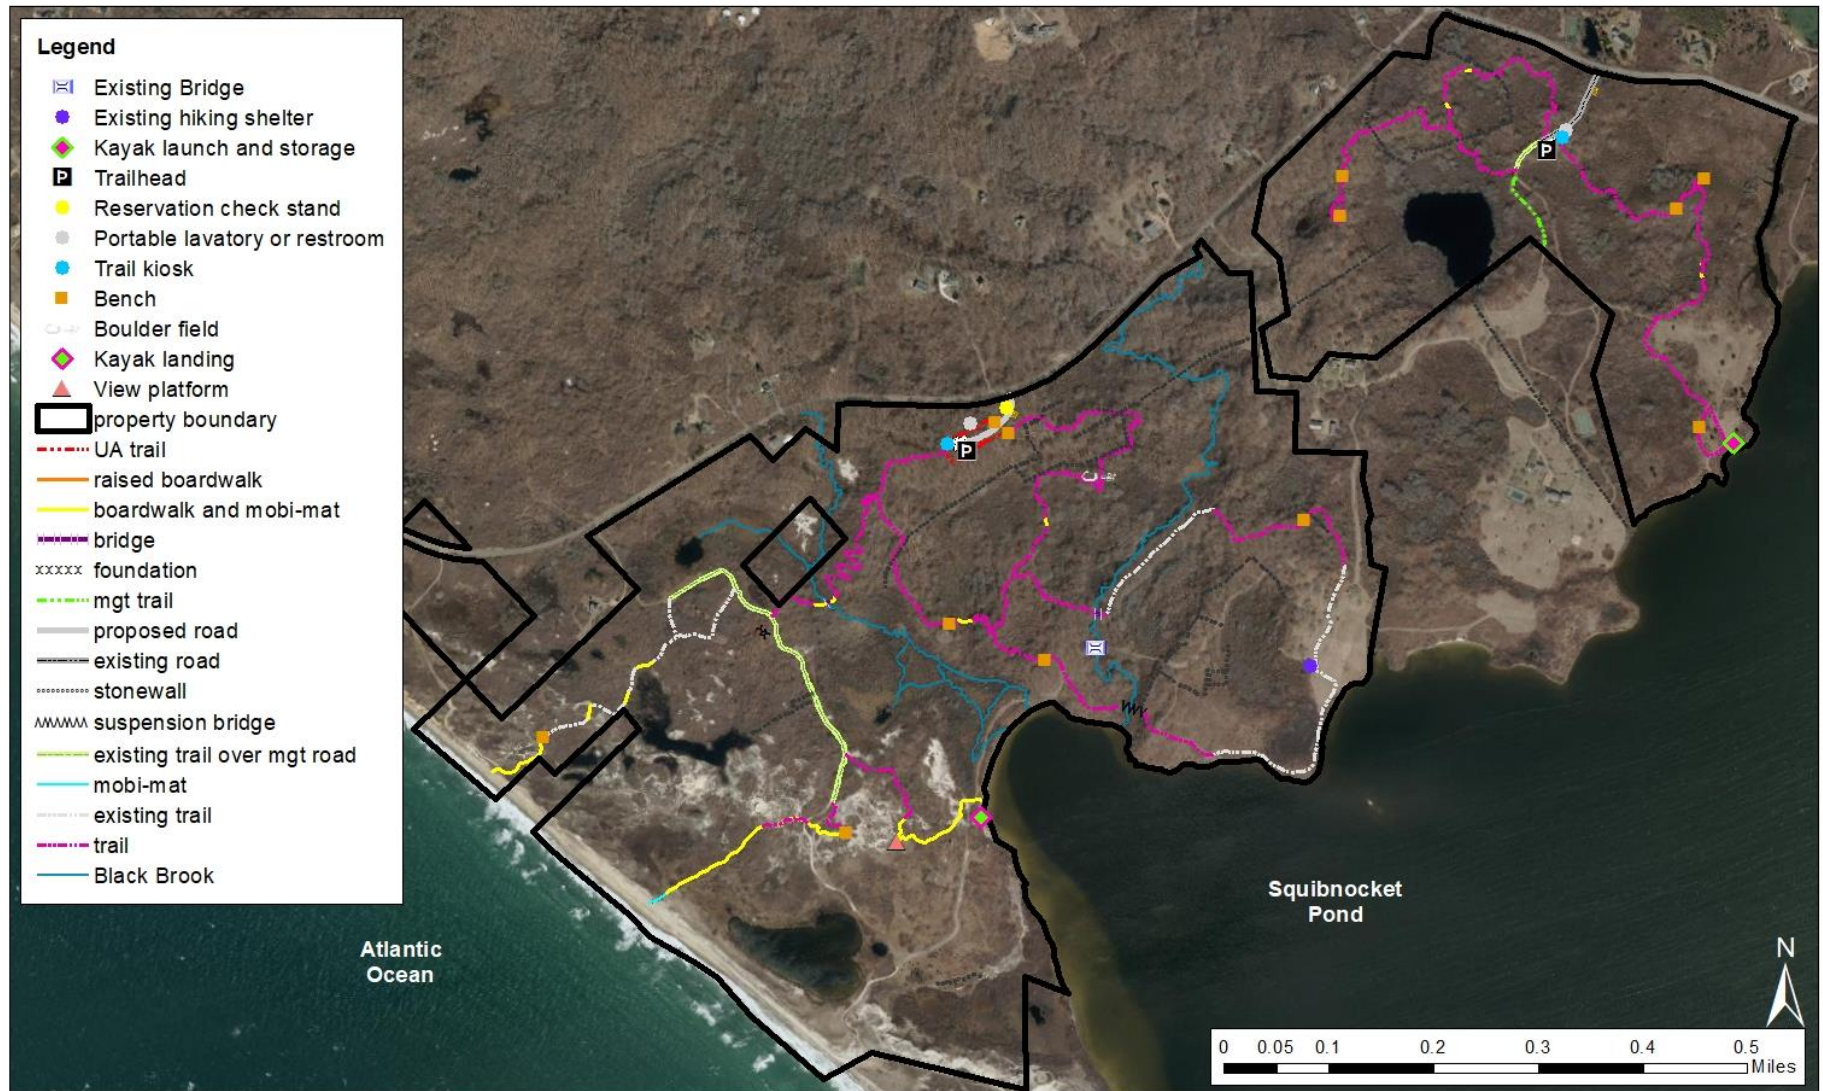 Legend
Existing Bridge
Existing hiking shelter
Kayak launch and storage
P Trailhead
Reservation check stand
Portable lavatory or restroom
Trail kiosk
Bench
Boulder field
Kayak landing
View platform
property boundary
UA trail
raised boardwalk
boardwalk and mobi-mat
bridge
foundation
mgt trail
proposed road
existing road
stonewall
suspension bridge
existing trail over mgt road
mobi-mat
existing trail
trail
Black Brook
P
P
Atlantic
Ocean
Squibnocket
Pond
N
0 0.05 0.1 0.2 0.3 0.4 0.5
Miles